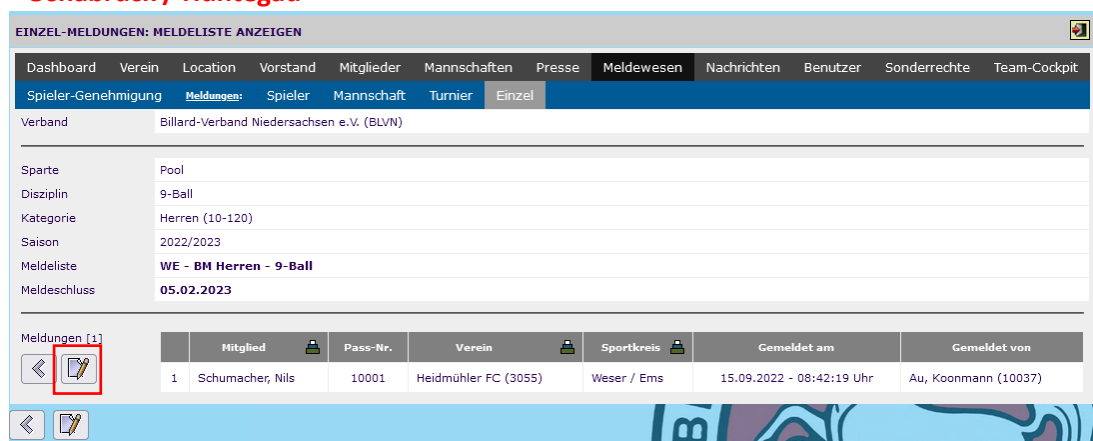 EINZEL-MELDUNGEN: MELDELISTE ANZEIGEN
Dashboard Verein Location Vorstand Mitglieder Mannschaften Presse Meldewesen Nachrichten Benutzer Sonderrechte Team-Cockpit
Spieler-Genehmigung Meldungen: Spieler Mannschaft Turnier Einzel
Verband Billard-Verband Niedersachsen e.V. (BLVN)
Sparte Pool
Disziplin 9-Ball
Kategorie Herren (10-120)
Saison 2022/2023
Meldeliste WE - BM Herren - 9-Ball
Meldeschluss 05.02.2023
Meldungen [1]
Mitglied Pass-Nr. Verein Sportkreis Gemeldet am Gemeldet von
1 Schumacher, Nils 10001 Heidmühler FC (3055) Weser / Ems 15.09.2022 - 08:42:19 Uhr Au, Koonmann (10037)